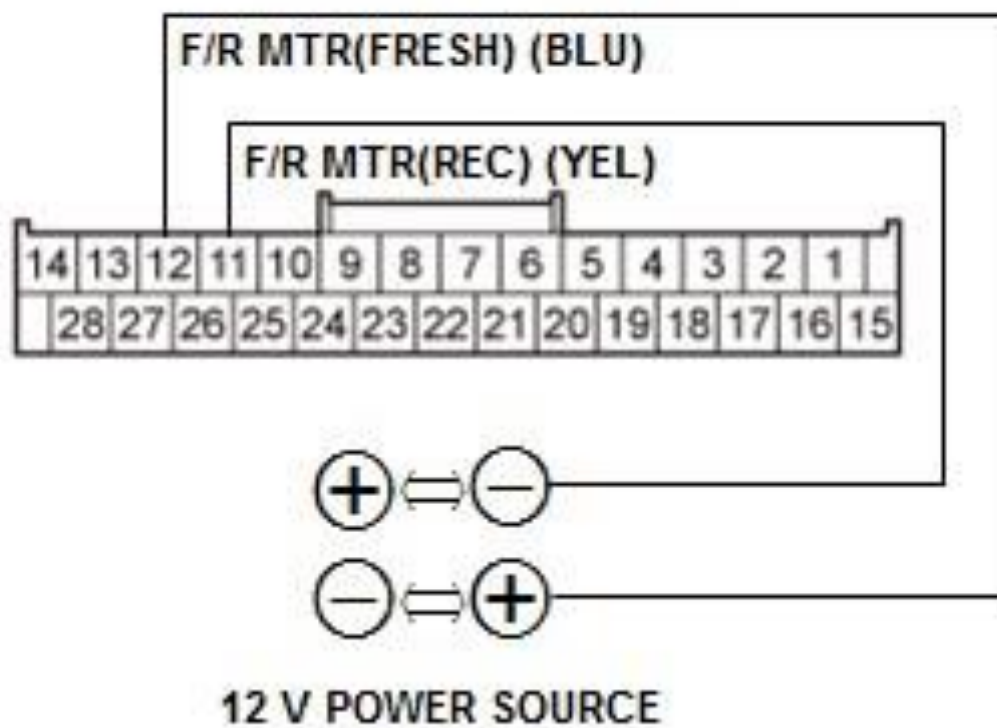 F/R MTR(FRESH) (BLU)
F/R MTR(REC) (YEL)
14 13 12 11 10 9 8 7 6 5 4 3 2 1
28 27 26 25 24 23 22 21 20 19 18 17 16 15
+ −
− +
12 V POWER SOURCE